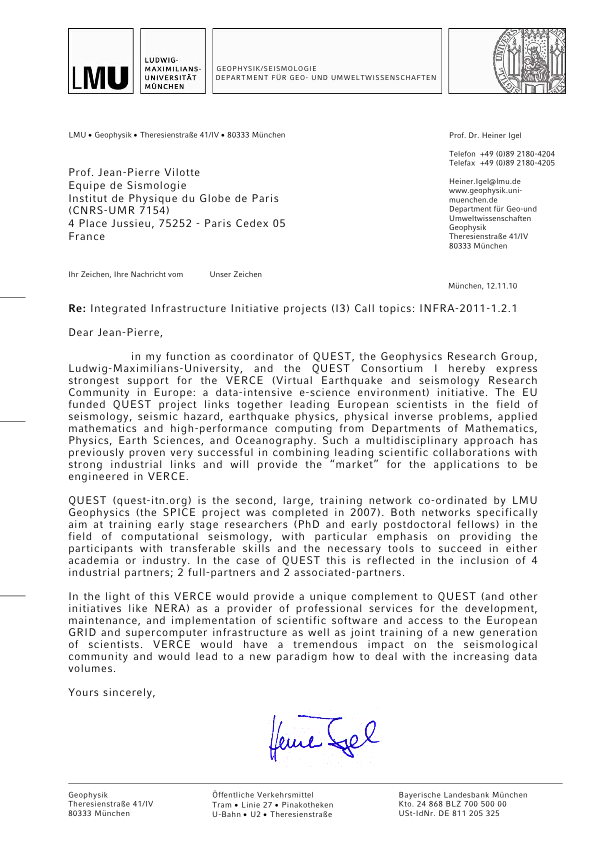 LMU
LUDWIG-
MAXIMILIANS-
UNIVERSITÄT
MÜNCHEN
GEOPHYSIK/SEISMOLOGIE
DEPARTMENT FÜR GEO- UND UMWELTWISSENSCHAFTEN
LMU • Geophysik • Theresienstraße 41/IV • 80333 München
Prof. Dr. Heiner Igel
Telefon +49 (0)89 2180-4204
Telefax +49 (0)89 2180-4205
Heiner.Igel@lmu.de
www.geophysik.uni-
muenchen.de
Department für Geo-und
Umweltwissenschaften
Geophysik
Theresienstraße 41/IV
80333 München
Prof. Jean-Pierre Vilotte
Equipe de Sismologie
Institut de Physique du Globe de Paris
(CNRS-UMR 7154)
4 Place Jussieu, 75252 - Paris Cedex 05
France
Ihr Zeichen, Ihre Nachricht vom Unser Zeichen
München, 12.11.10
Re: Integrated Infrastructure Initiative projects (I3) Call topics: INFRA-2011-1.2.1
Dear Jean-Pierre,
in my function as coordinator of QUEST, the Geophysics Research Group,
Ludwig-Maximilians-University, and the QUEST Consortium I hereby express
strongest support for the VERCE (Virtual Earthquake and seismology Research
Community in Europe: a data-intensive e-science environment) initiative. The EU
funded QUEST project links together leading European scientists in the field of
seismology, seismic hazard, earthquake physics, physical inverse problems, applied
mathematics and high-performance computing from Departments of Mathematics,
Physics, Earth Sciences, and Oceanography. Such a multidisciplinary approach has
previously proven very successful in combining leading scientific collaborations with
strong industrial links and will provide the “market” for the applications to be
engineered in VERCE.
QUEST (quest-itn.org) is the second, large, training network co-ordinated by LMU
Geophysics (the SPICE project was completed in 2007). Both networks specifically
aim at training early stage researchers (PhD and early postdoctoral fellows) in the
field of computational seismology, with particular emphasis on providing the
participants with transferable skills and the necessary tools to succeed in either
academia or industry. In the case of QUEST this is reflected in the inclusion of 4
industrial partners; 2 full-partners and 2 associated-partners.
In the light of this VERCE would provide a unique complement to QUEST (and other
initiatives like NERA) as a provider of professional services for the development,
maintenance, and implementation of scientific software and access to the European
GRID and supercomputer infrastructure as well as joint training of a new generation
of scientists. VERCE would have a tremendous impact on the seismological
community and would lead to a new paradigm how to deal with the increasing data
volumes.
Yours sincerely,
Heiner Igel
Geophysik
Theresienstraße 41/IV
80333 München
Öffentliche Verkehrsmittel
Tram • Linie 27 • Pinakotheken
U-Bahn • U2 • Theresienstraße
Bayerische Landesbank München
Kto. 24 868 BLZ 700 500 00
USt-IdNr. DE 811 205 325